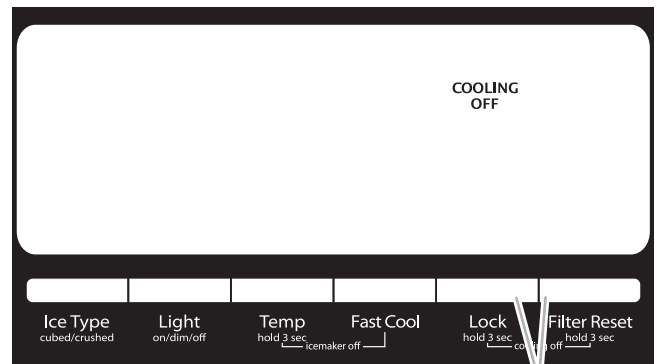 COOLING
OFF
Ice Type
cubed/crushed
Light
on/dim/off
Temp
hold 3 sec
Fast Cool
icemaker off
Lock
hold 3 sec
Filter Reset
hold 3 sec
cooling off